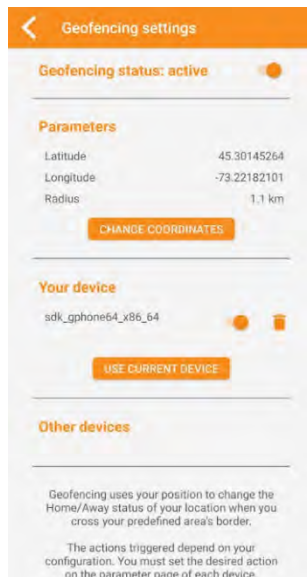 Geofencing settings
Geofencing status: active
Parameters
Latitude 45.30145264
Longitude -73.22182101
Radius 1.1 km
CHANGE COORDINATES
Your device
sdk_gphone64_x86_64
USE CURRENT DEVICE
Other devices
Geofencing uses your position to change the
Home/Away status of your location when you
cross your predefined area's border.
The actions triggered depend on your
configuration. You must set the desired action
on the parameter page of each device